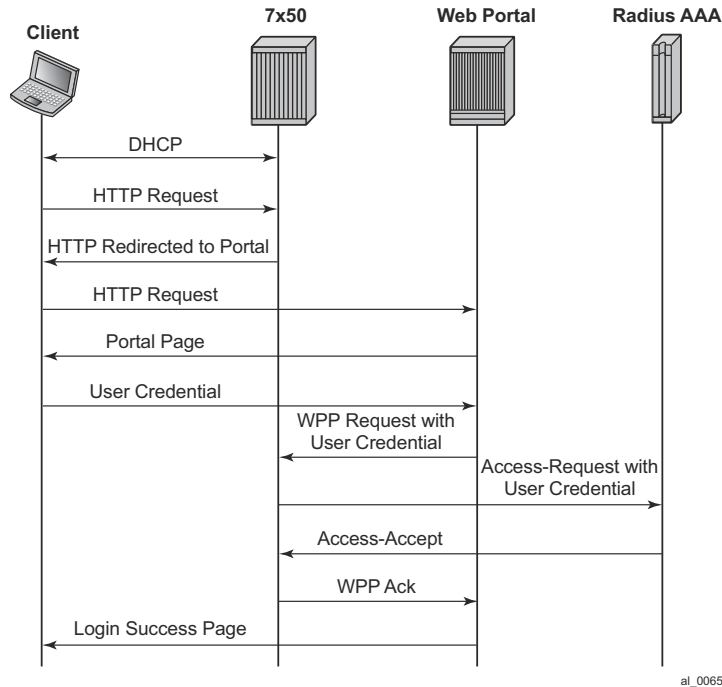 Client
7x50
Web Portal
Radius AAA
DHCP
HTTP Request
HTTP Redirected to Portal
HTTP Request
Portal Page
User Credential
WPP Request with
User Credential
Access-Request with
User Credential
Access-Accept
WPP Ack
Login Success Page
al_0065